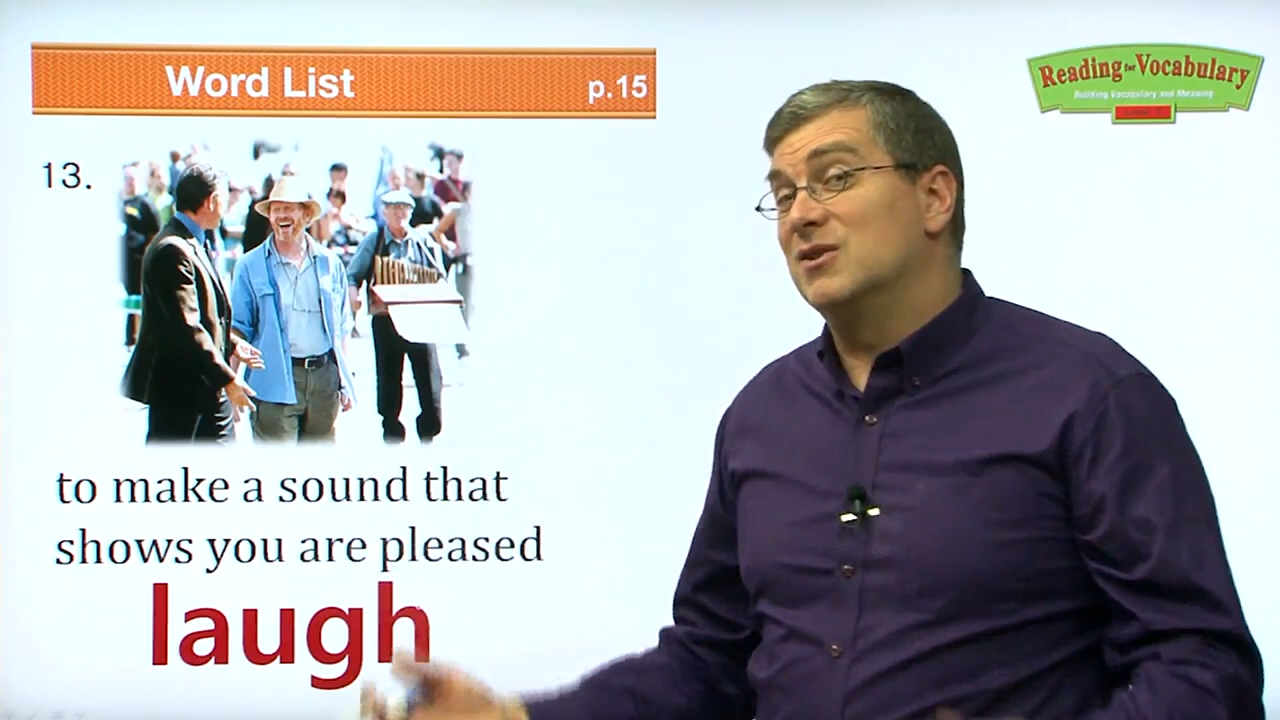 Word List p.15
Reading for Vocabulary
Building Vocabulary and Meaning
13.
to make a sound that
shows you are pleased
laugh